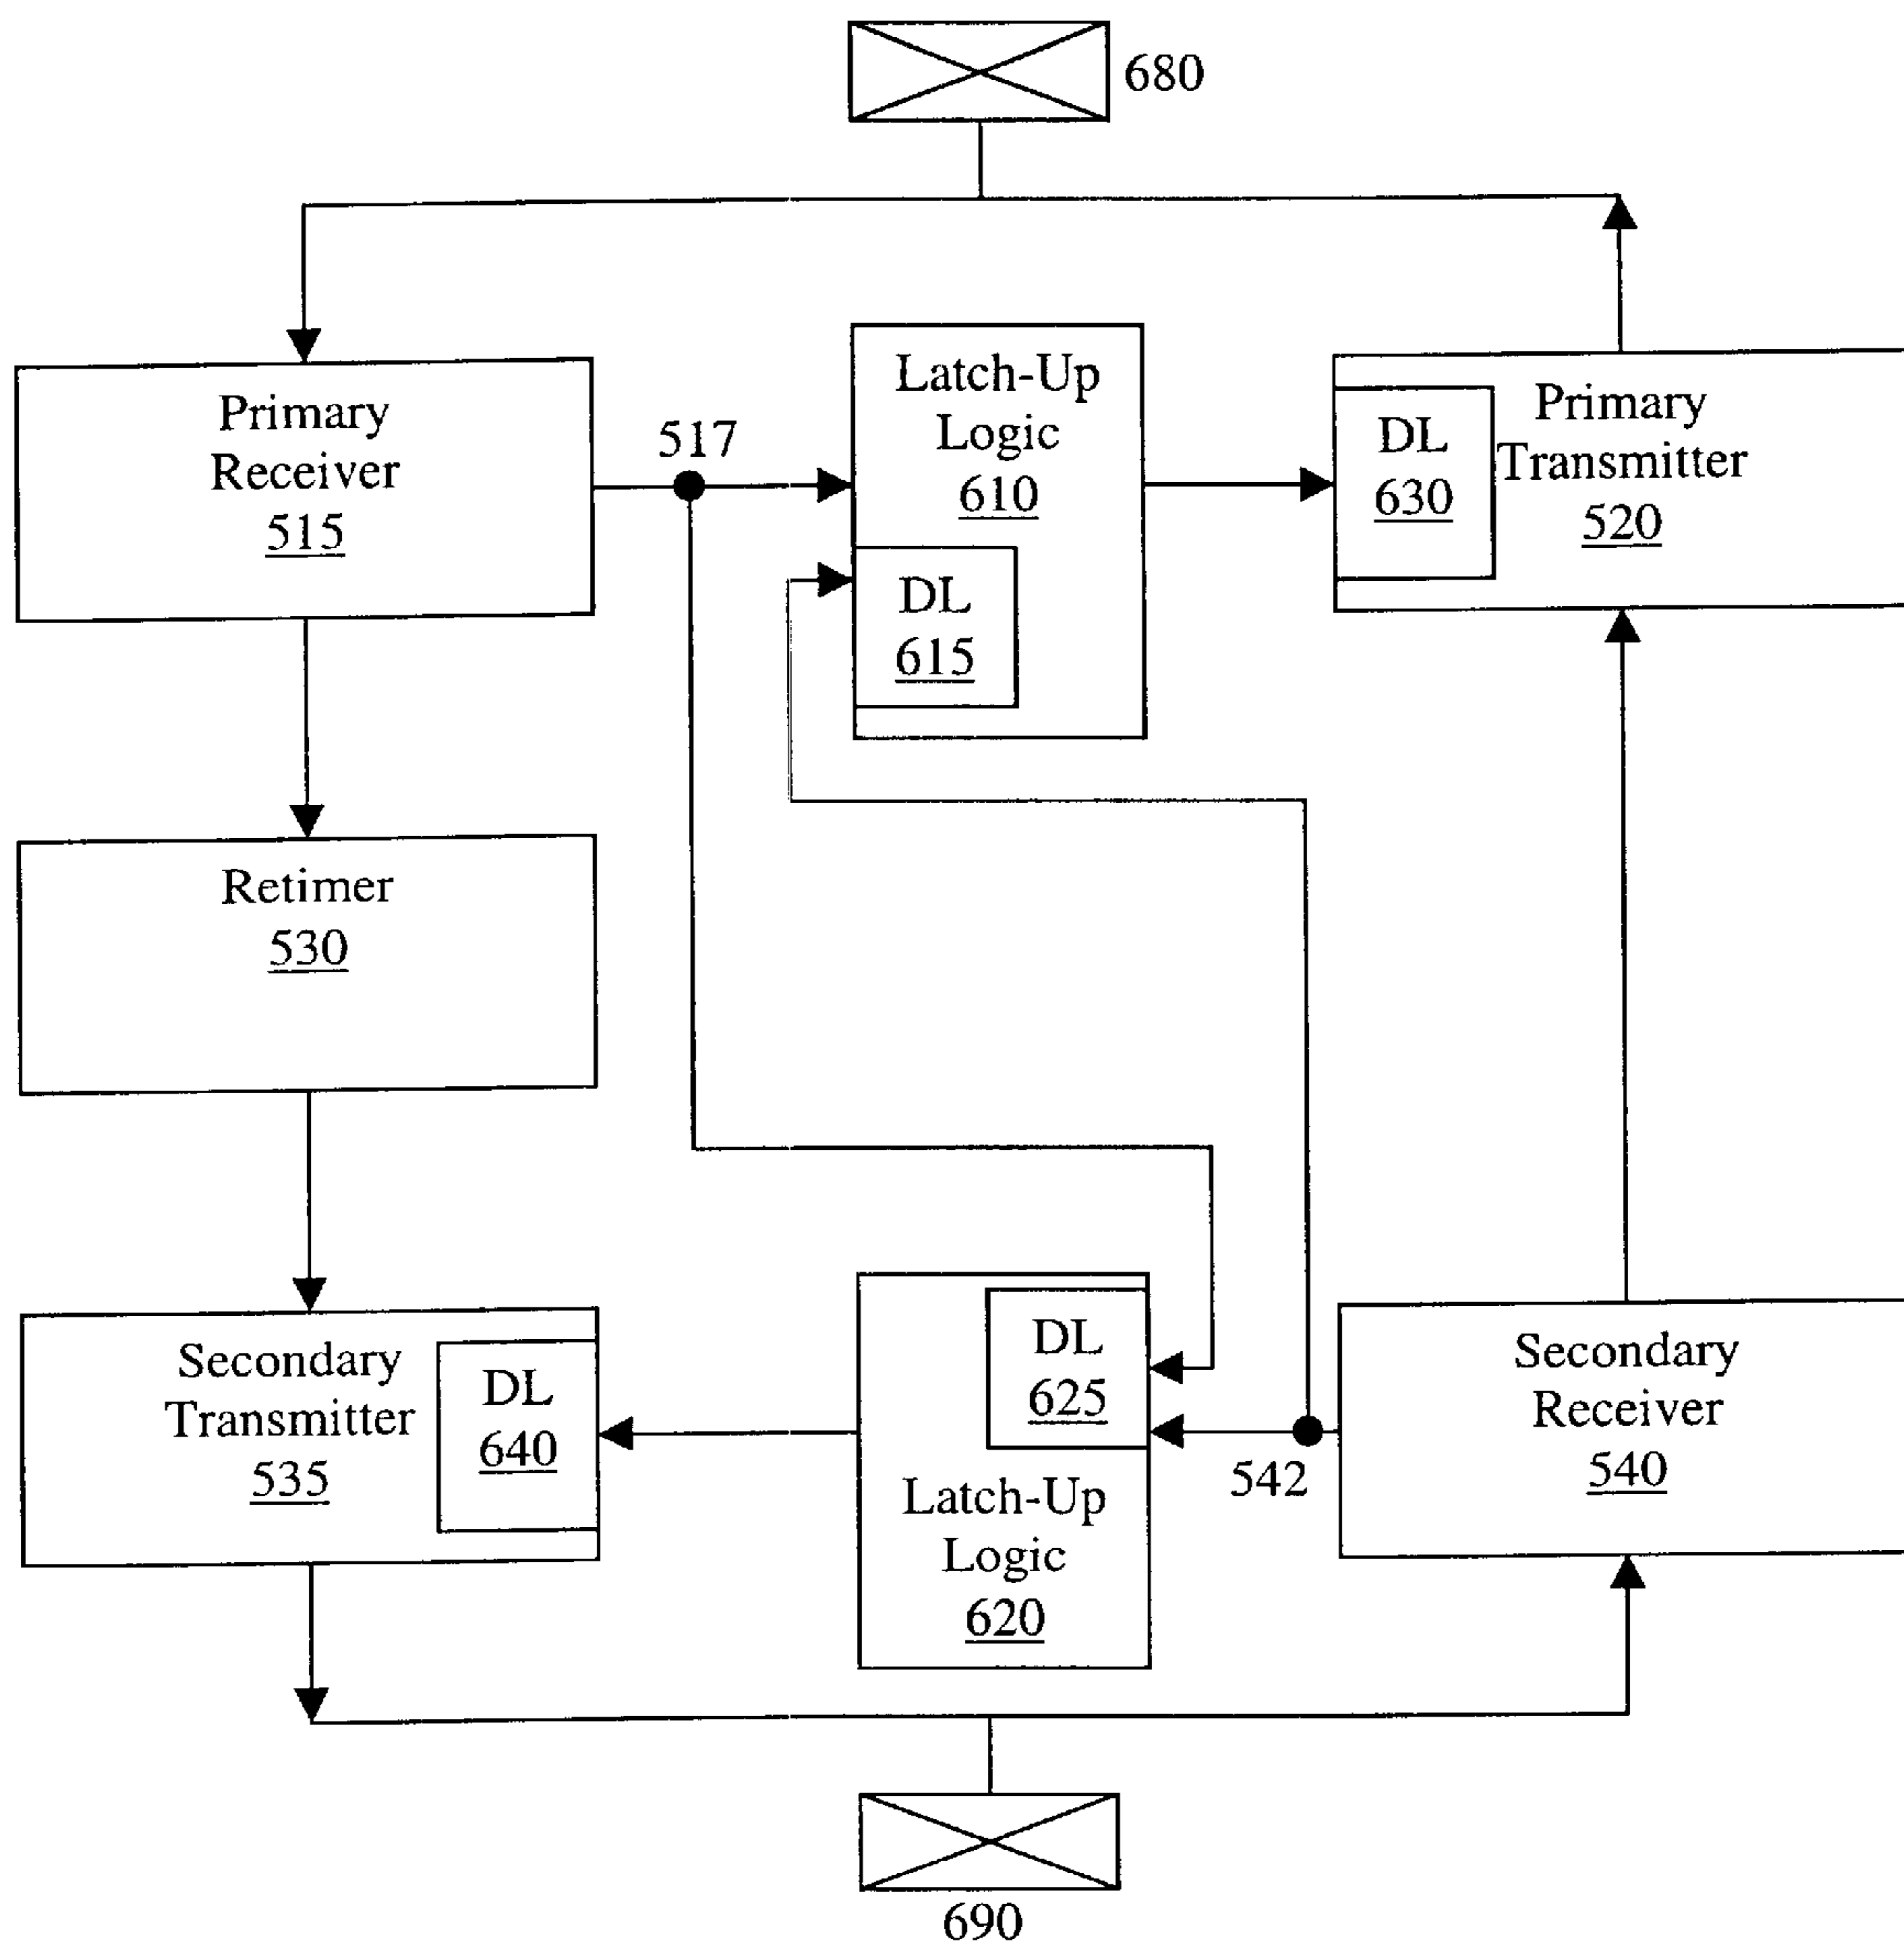 680
Primary
Receiver
515
517
Latch-Up
Logic
610
DL
615
DL
630
Primary
Transmitter
520
Retimer
530
Secondary
Transmitter
535
DL
640
DL
625
Latch-Up
Logic
620
542
Secondary
Receiver
540
690